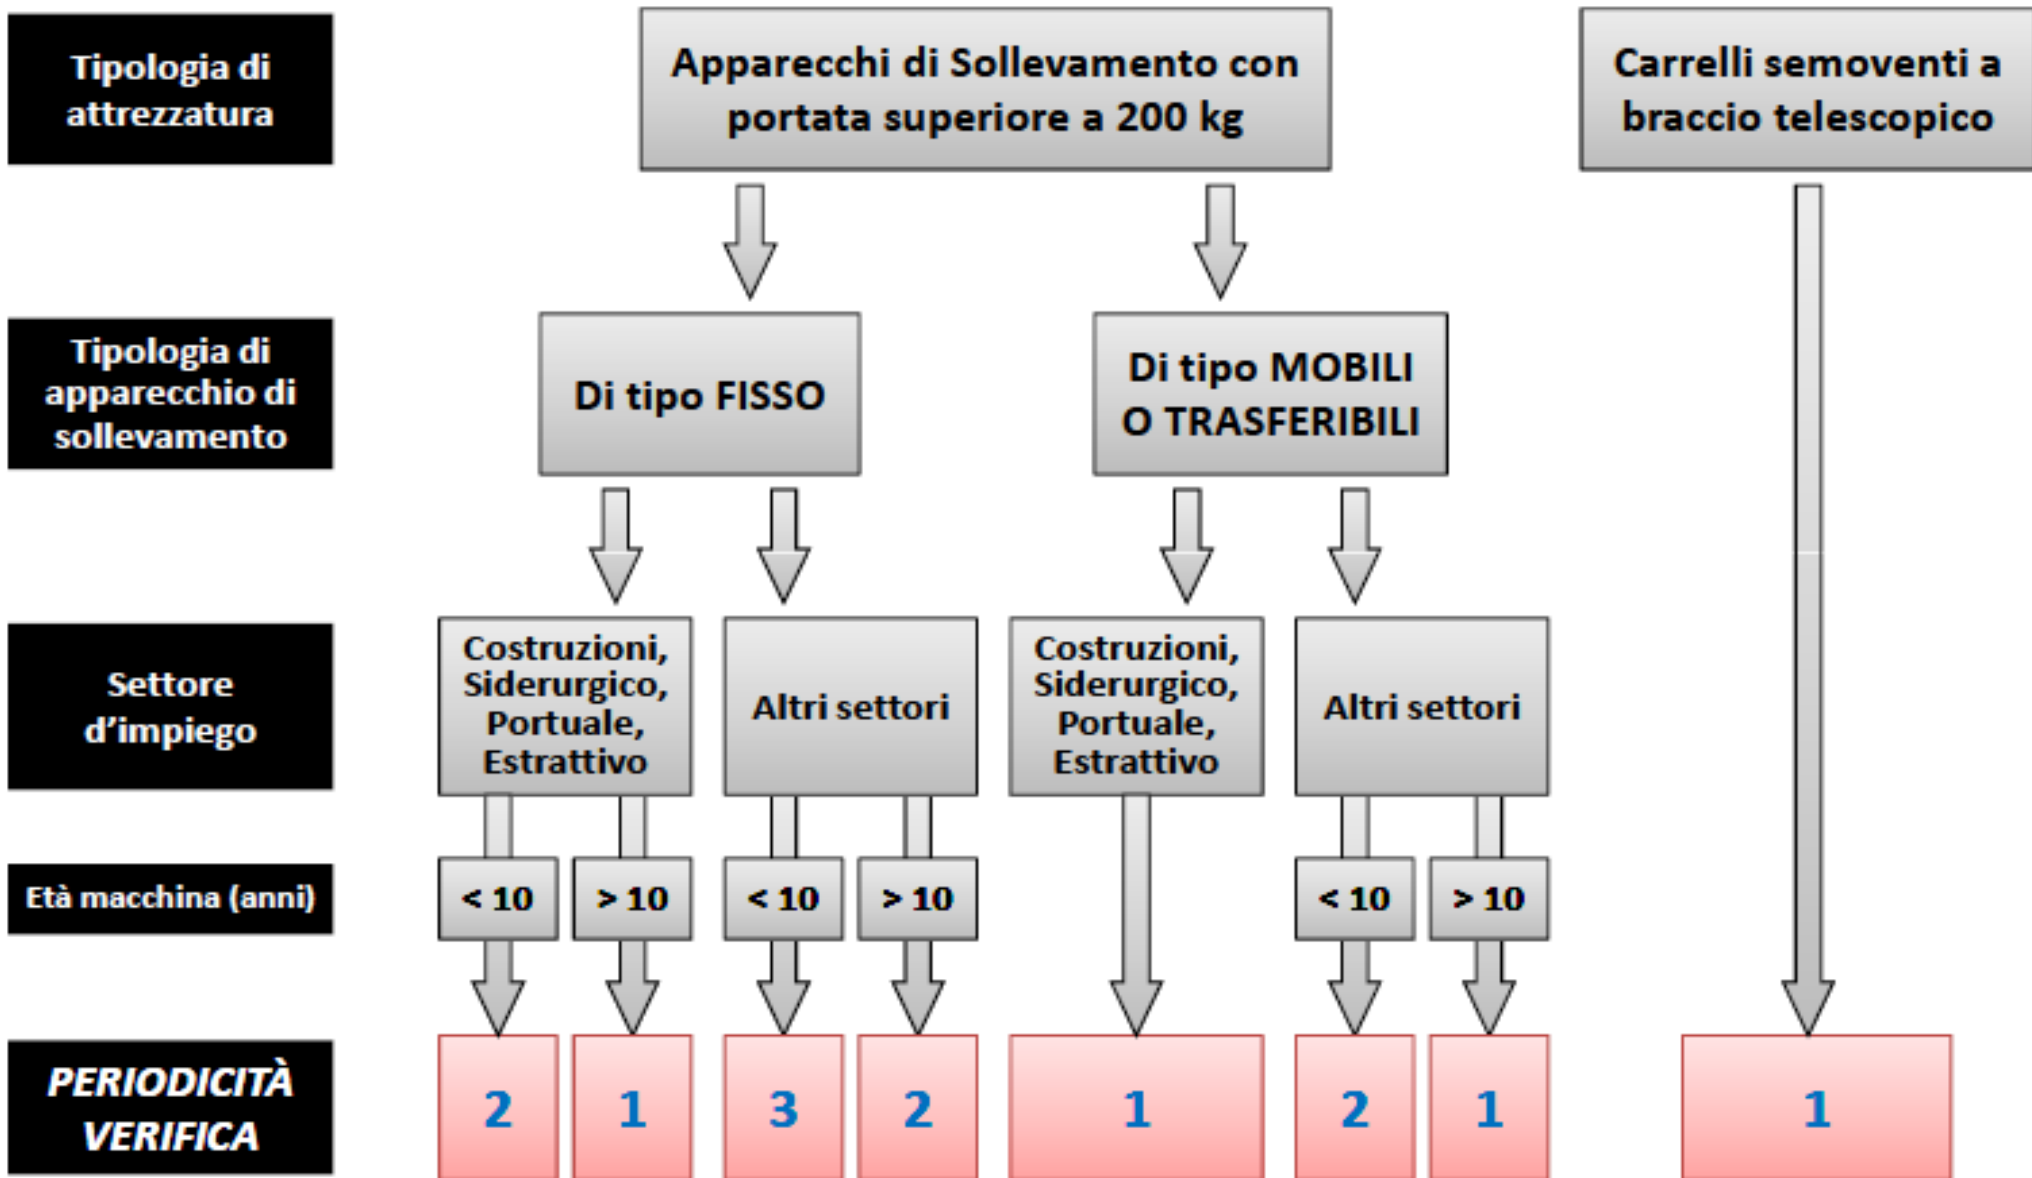 Tipologia di
attrezzatura
Apparecchi di Sollevamento con
portata superiore a 200 kg
Carrelli semoventi a
braccio telescopico
Tipologia di
apparecchio di
sollevamento
Di tipo FISSO
Di tipo MOBILI
O TRASFERIBILI
Settore
d’impiego
Costruzioni,
Siderurgico,
Portuale,
Estrattivo
Altri settori
Costruzioni,
Siderurgico,
Portuale,
Estrattivo
Altri settori
Età macchina (anni)
< 10
> 10
< 10
> 10
< 10
> 10
PERIODICITÀ
VERIFICA
2
1
3
2
1
2
1
1